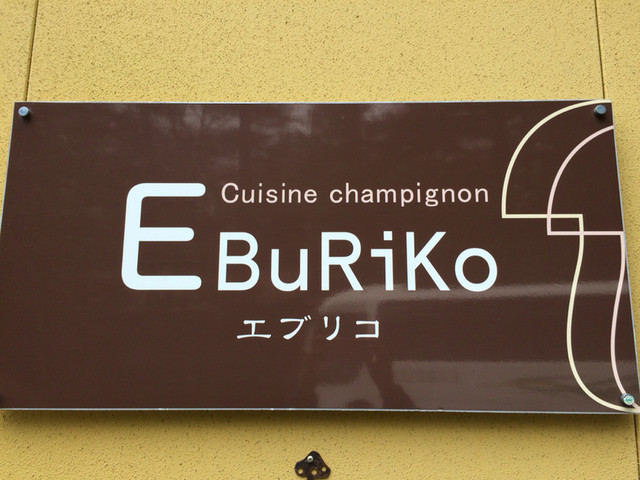 Cuisine champignon
EBuRiKo
エブリコ